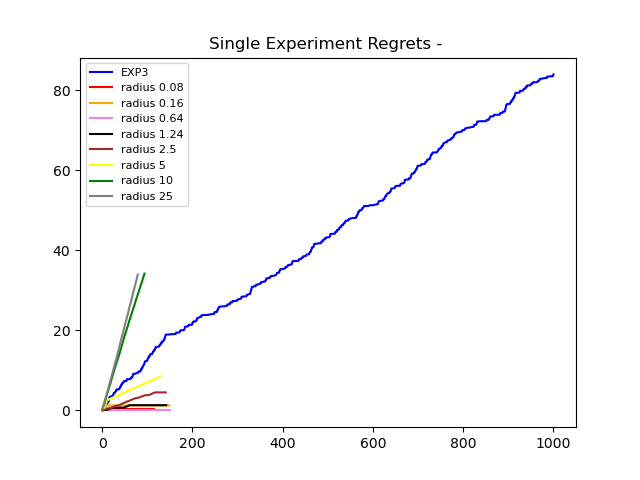 Single Experiment Regrets -
EXP3
radius 0.08
radius 0.16
radius 0.64
radius 1.24
radius 2.5
radius 5
radius 10
radius 25
80
60
40
20
0
0 200 400 600 800 1000